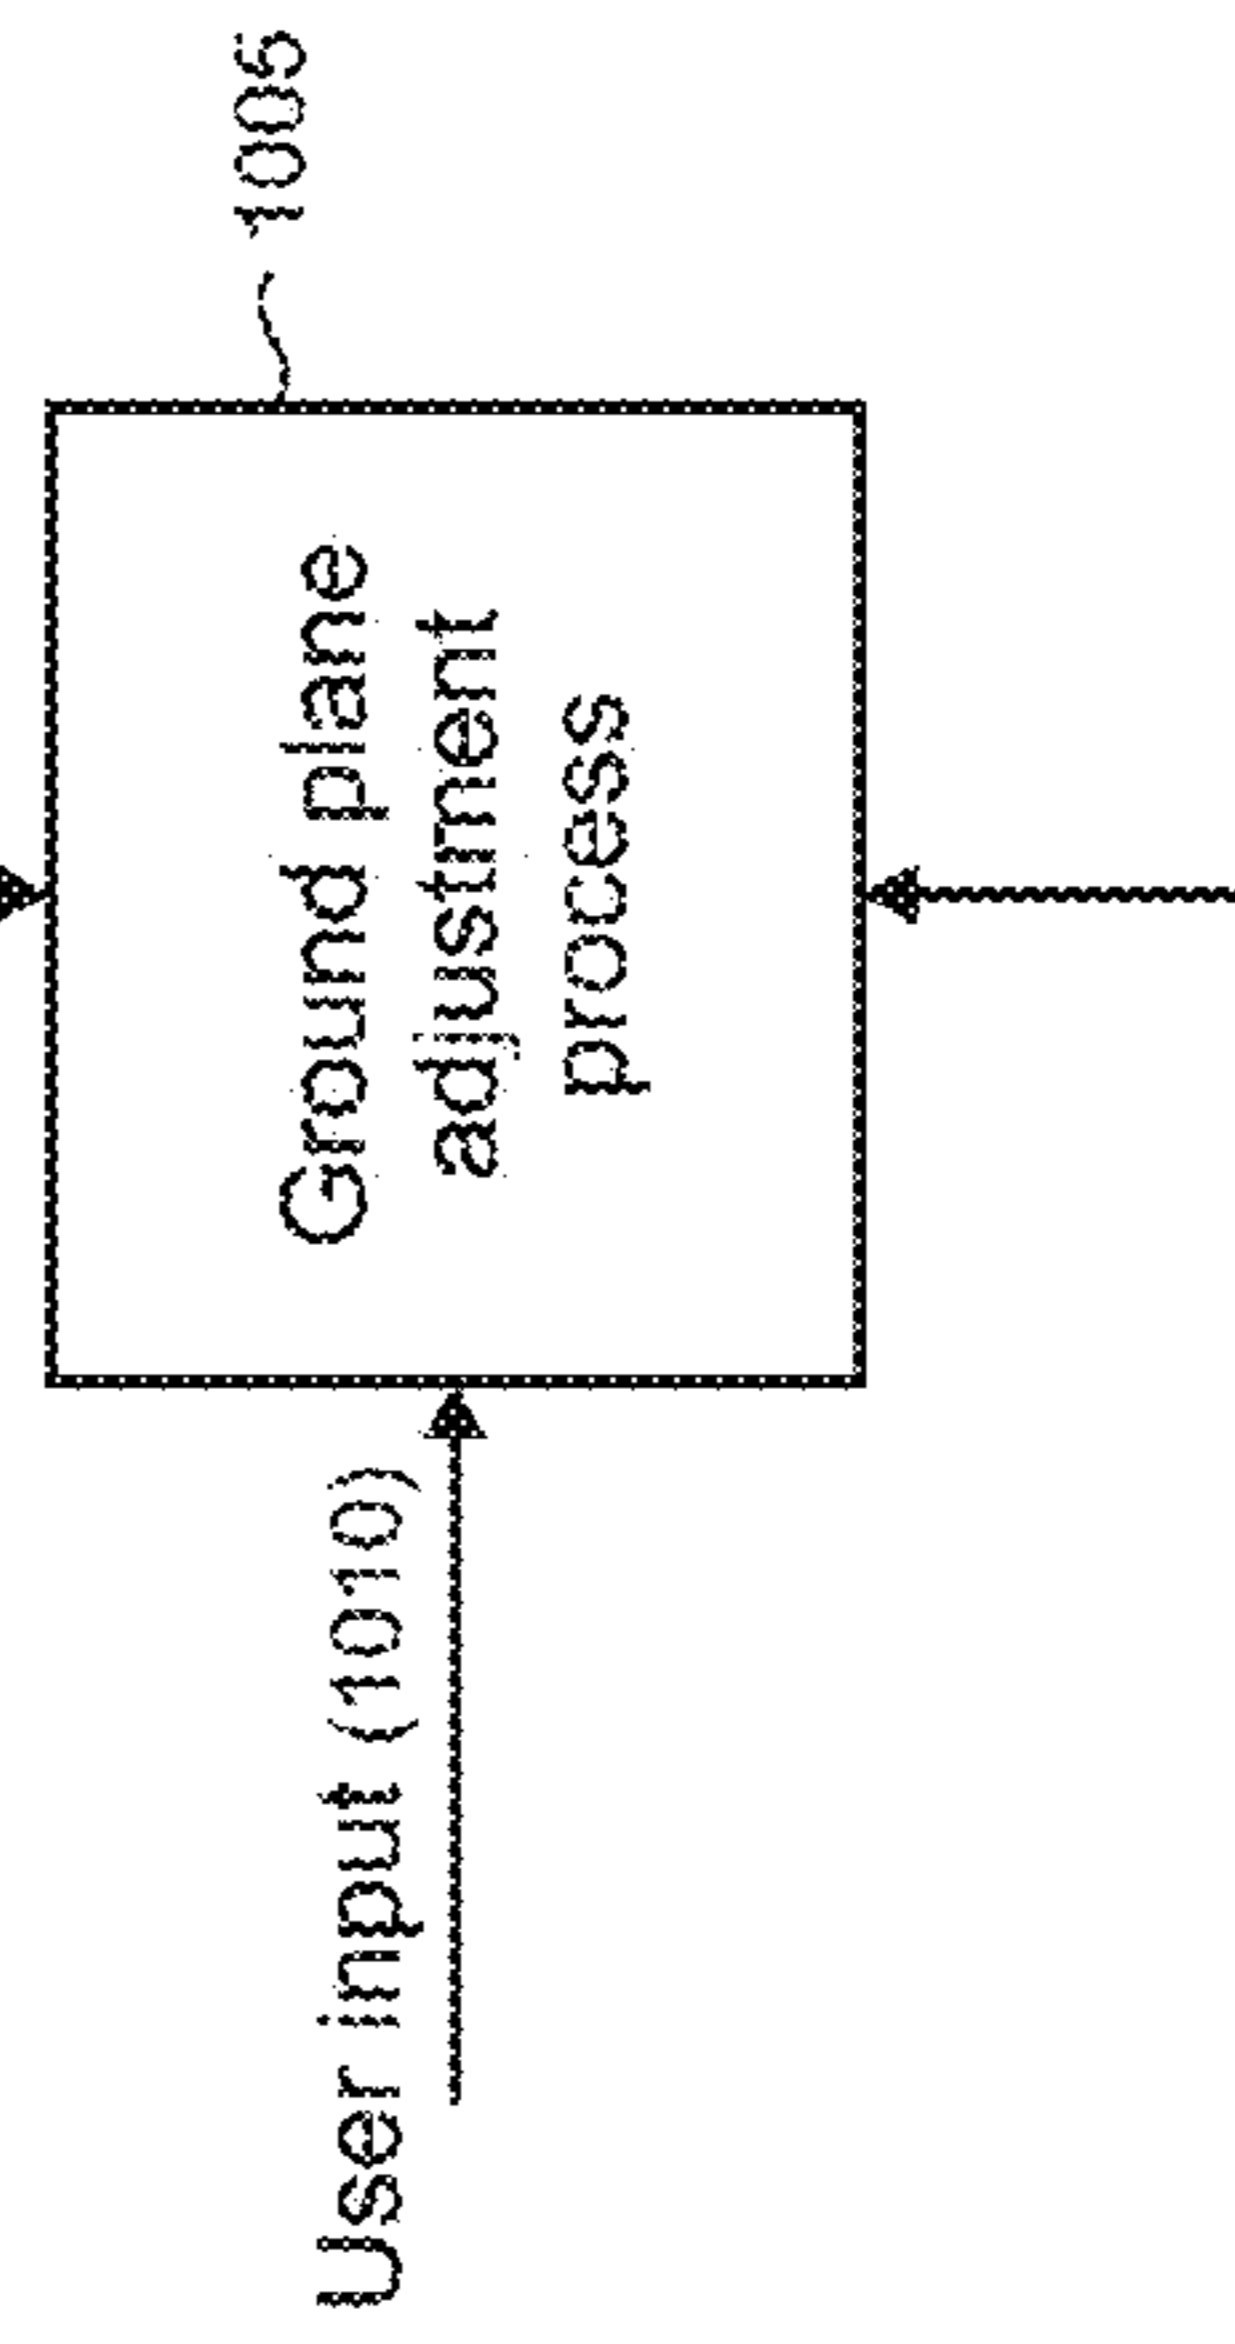 1005
Ground plane
adjustment
process
User input (1010)